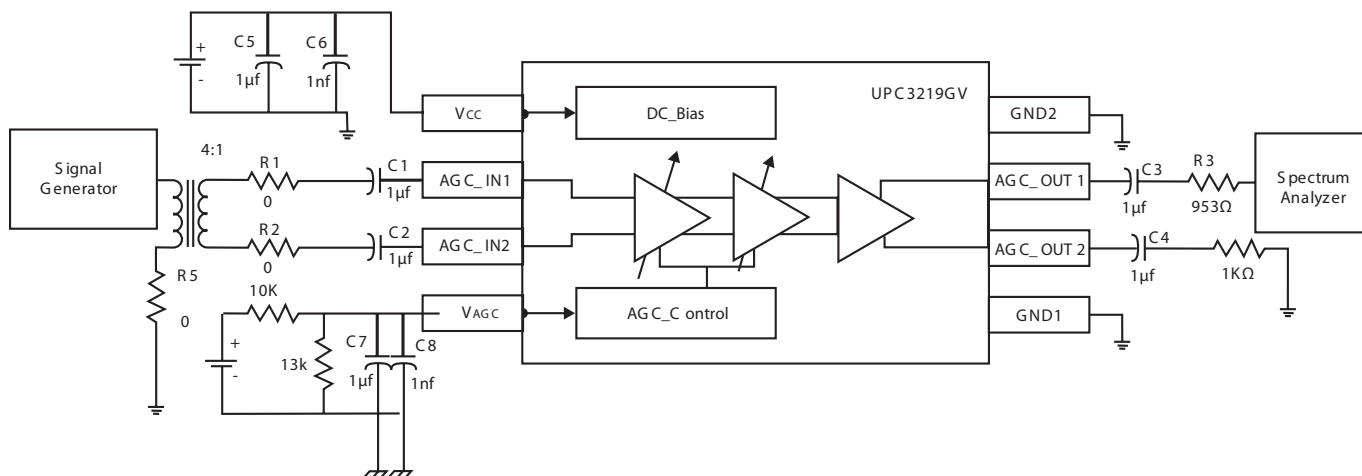 +
-
C5
1µf
C6
1nf
UPC3219GV
VCC
DC_Bias
GND2
Signal
Generator
4:1
R1
0
C1
1µf
AGC_IN1
AGC_OUT 1
C3
1µf
R3
953Ω
Spectrum
Analyzer
R2
0
C2
1µf
AGC_IN2
AGC_OUT 2
C4
1µf
1KΩ
R5
0
10K
+
-
13k
C7
1µf
C8
1nf
VAGC
AGC_C ontrol
GND1